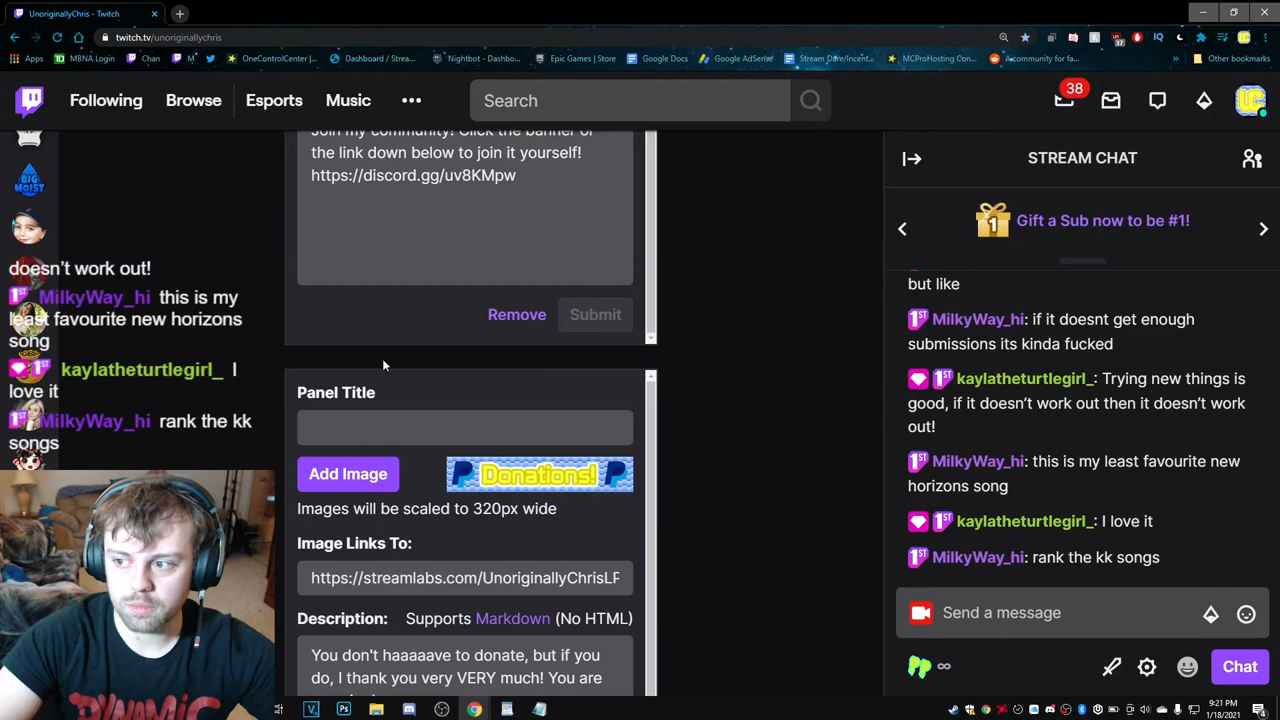 UnoriginallyChris - Twitch
twitch.tv/unoriginallychris
Apps
MBNA Login
Chan
M
OneControlCenter |...
Dashboard / Strea...
Nightbot - Dashbo...
Epic Games | Store
Google Docs
Google AdSense
Stream Date/Incent...
MCProHosting Con...
A community for a...
Other bookmarks
Following
Browse
Esports
Music
Search
38
UC
Join my community! Click the banner or
the link down below to join it yourself!
https://discord.gg/uv8KMpw
Remove
Submit
Panel Title
Add Image
Donations!
Images will be scaled to 320px wide
Image Links To:
https://streamlabs.com/UnoriginallyChrisLF
Description:
Supports Markdown (No HTML)
You don't haaaaave to donate, but if you
do, I thank you very VERY much! You are
BIG
MOIST
doesn't work out!
MilkyWay_hi this is my
least favourite new horizons
song
kaylatheturtlegirl_ I
love it
MilkyWay_hi rank the kk
songs
DYNAMIC
STREAM CHAT
1
Gift a Sub now to be #1!
but like
MilkyWay_hi: if it doesnt get enough
submissions its kinda fucked
kaylatheturtlegirl_: Trying new things is
good, if it doesn't work out then it doesn't work
out!
MilkyWay_hi: this is my least favourite new
horizons song
kaylatheturtlegirl_: I love it
MilkyWay_hi: rank the kk songs
Send a message
PP ∞
Chat
9:21 PM
1/18/2021